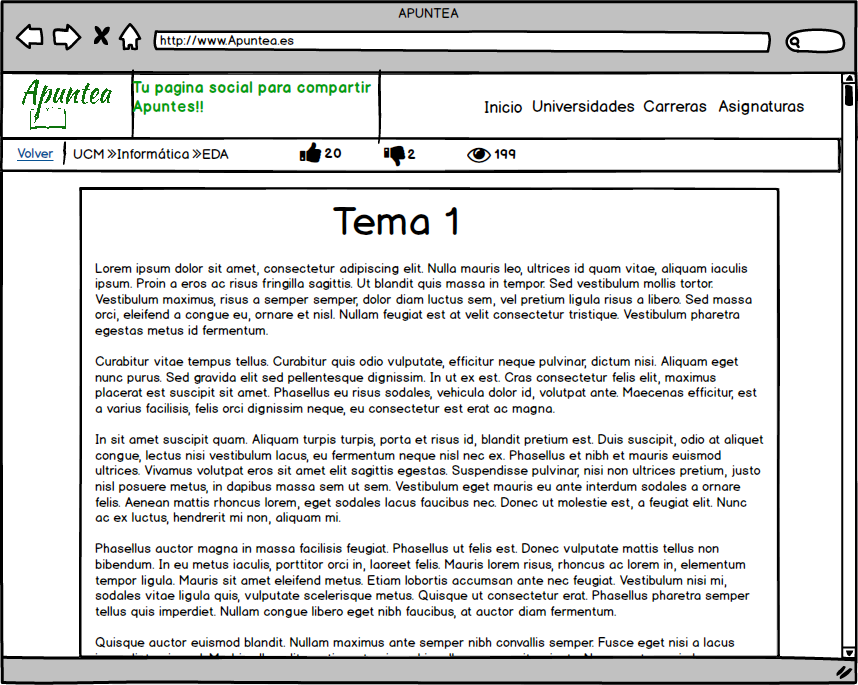 APUNTEA
http://www.Apuntea.es
Apuntea
Tu pagina social para compartir
Apuntes!!
Inicio Universidades Carreras Asignaturas
Volver UCM »Informática »EDA 20 2 199
Tema 1
Lorem ipsum dolor sit amet, consectetur adipiscing elit. Nulla mauris leo, ultrices id quam vitae, aliquam iaculis
ipsum. Proin a eros ac risus fringilla sagittis. Ut blandit quis massa in tempor. Sed vestibulum mollis tortor.
Vestibulum maximus, risus a semper semper, dolor diam luctus sem, vel pretium ligula risus a libero. Sed massa
orci, eleifend a congue eu, ornare et nisl. Nullam feugiat est at velit consectetur tristique. Vestibulum pharetra
egestas metus id fermentum.
Curabitur vitae tempus tellus. Curabitur quis odio vulputate, efficitur neque pulvinar, dictum nisi. Aliquam eget
nunc purus. Sed gravida elit sed pellentesque dignissim. In ut ex est. Cras consectetur felis elit, maximus
placerat est suscipit sit amet. Phasellus eu risus sodales, vehicula dolor id, volutpat ante. Maecenas efficitur, est
a varius facilisis, felis orci dignissim neque, eu consectetur est erat ac magna.
In sit amet suscipit quam. Aliquam turpis turpis, porta et risus id, blandit pretium est. Duis suscipit, odio at aliquet
congue, lectus nisi vestibulum lacus, eu fermentum neque nisl nec ex. Phasellus et nibh et mauris euismod
ultrices. Vivamus volutpat eros sit amet elit sagittis egestas. Suspendisse pulvinar, nisi non ultrices pretium, justo
nisl posuere metus, in dapibus massa sem ut sem. Vestibulum eget mauris eu ante interdum sodales a ornare
felis. Aenean mattis rhoncus lorem, eget sodales lacus faucibus nec. Donec ut molestie est, a feugiat elit. Nunc
ac ex luctus, hendrerit mi non, aliquam mi.
Phasellus auctor magna in massa facilisis feugiat. Phasellus ut felis est. Donec vulputate mattis tellus non
bibendum. In eu metus iaculis, porttitor orci in, laoreet felis. Mauris lorem risus, rhoncus ac lorem in, elementum
tempor ligula. Mauris sit amet eleifend metus. Etiam lobortis accumsan ante nec feugiat. Vestibulum nisi mi,
sodales vitae ligula quis, vulputate scelerisque metus. Quisque ut consectetur erat. Phasellus pharetra semper
tellus quis imperdiet. Nullam congue libero eget nibh faucibus, at auctor diam fermentum.
Quisque auctor euismod blandit. Nullam maximus ante semper nibh convallis semper. Fusce eget nisi a lacus